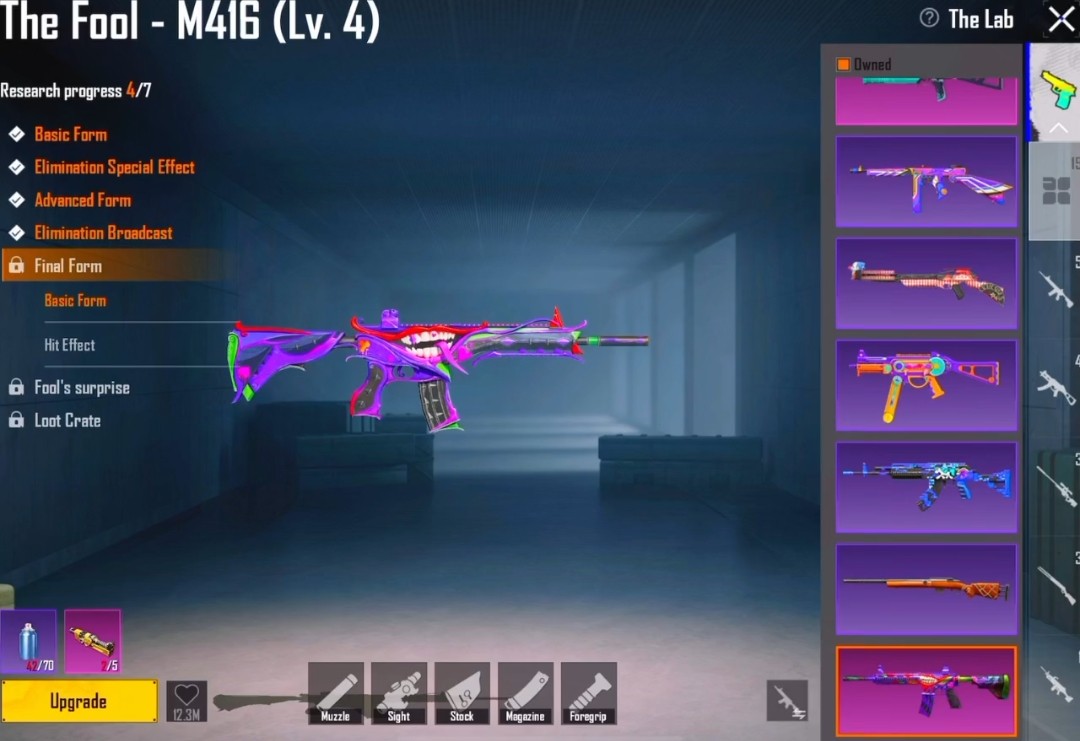 The Fool - M416 (Lv. 4)
The Lab
Research progress 4/7
Basic Form
Elimination Special Effect
Advanced Form
Elimination Broadcast
Final Form
Basic Form
Hit Effect
Fool's surprise
Loot Crate
Owned
42/70
2/5
Upgrade
12.3M
Muzzle
Sight
Stock
Magazine
Foregrip